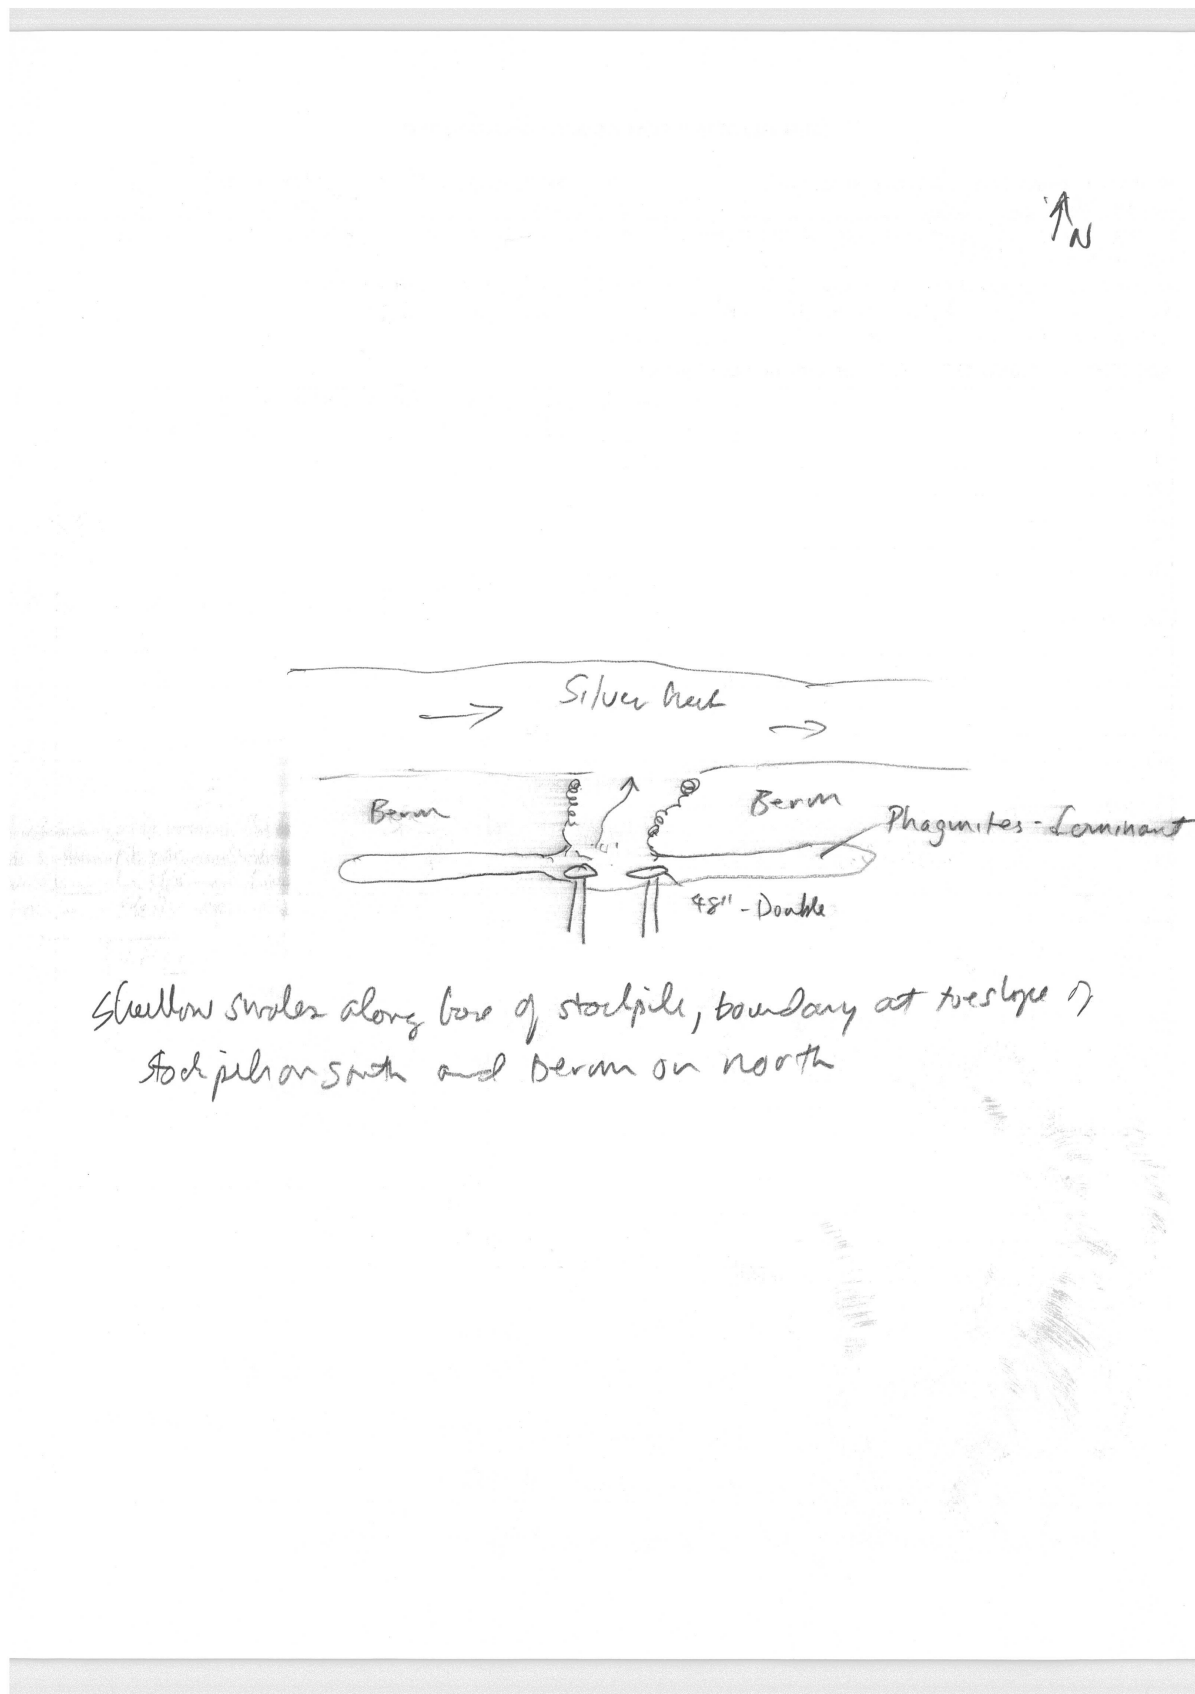 N
Silver Creek
Berm
Berm
Phagmites - Dominant
48" - Double
Shallow swales along base of stockpile, boundary at toeslope of
stockpile on south and berm on north